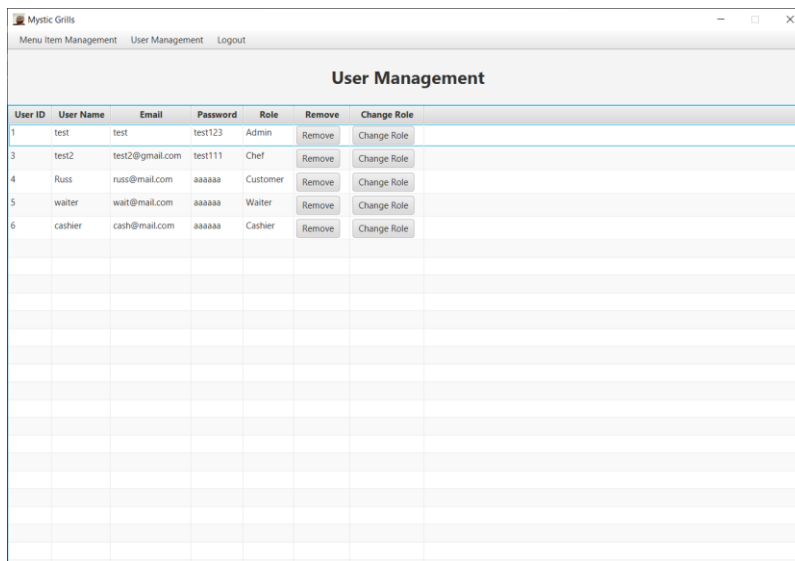 Mystic Grills
Menu Item Management User Management Logout
User Management
User ID User Name Email Password Role Remove Change Role
1 test test test123 Admin Remove Change Role
3 test2 test2@gmail.com test111 Chef Remove Change Role
4 Russ russ@mail.com aaaaaa Customer Remove Change Role
5 waiter wait@mail.com aaaaaa Waiter Remove Change Role
6 cashier cash@mail.com aaaaaa Cashier Remove Change Role